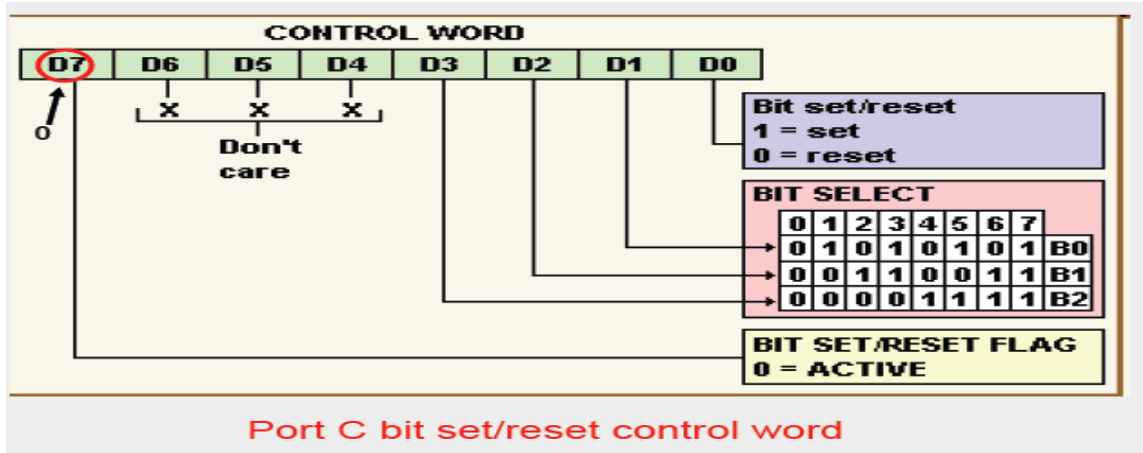 CONTROL WORD
D7 D6 D5 D4 D3 D2 D1 D0
0
X X X
Don't
care
Bit set/reset
1 = set
0 = reset
BIT SELECT
0 1 2 3 4 5 6 7
0 1 0 1 0 1 0 1 B0
0 0 1 1 0 0 1 1 B1
0 0 0 0 1 1 1 1 B2
BIT SET/RESET FLAG
0 = ACTIVE
Port C bit set/reset control word